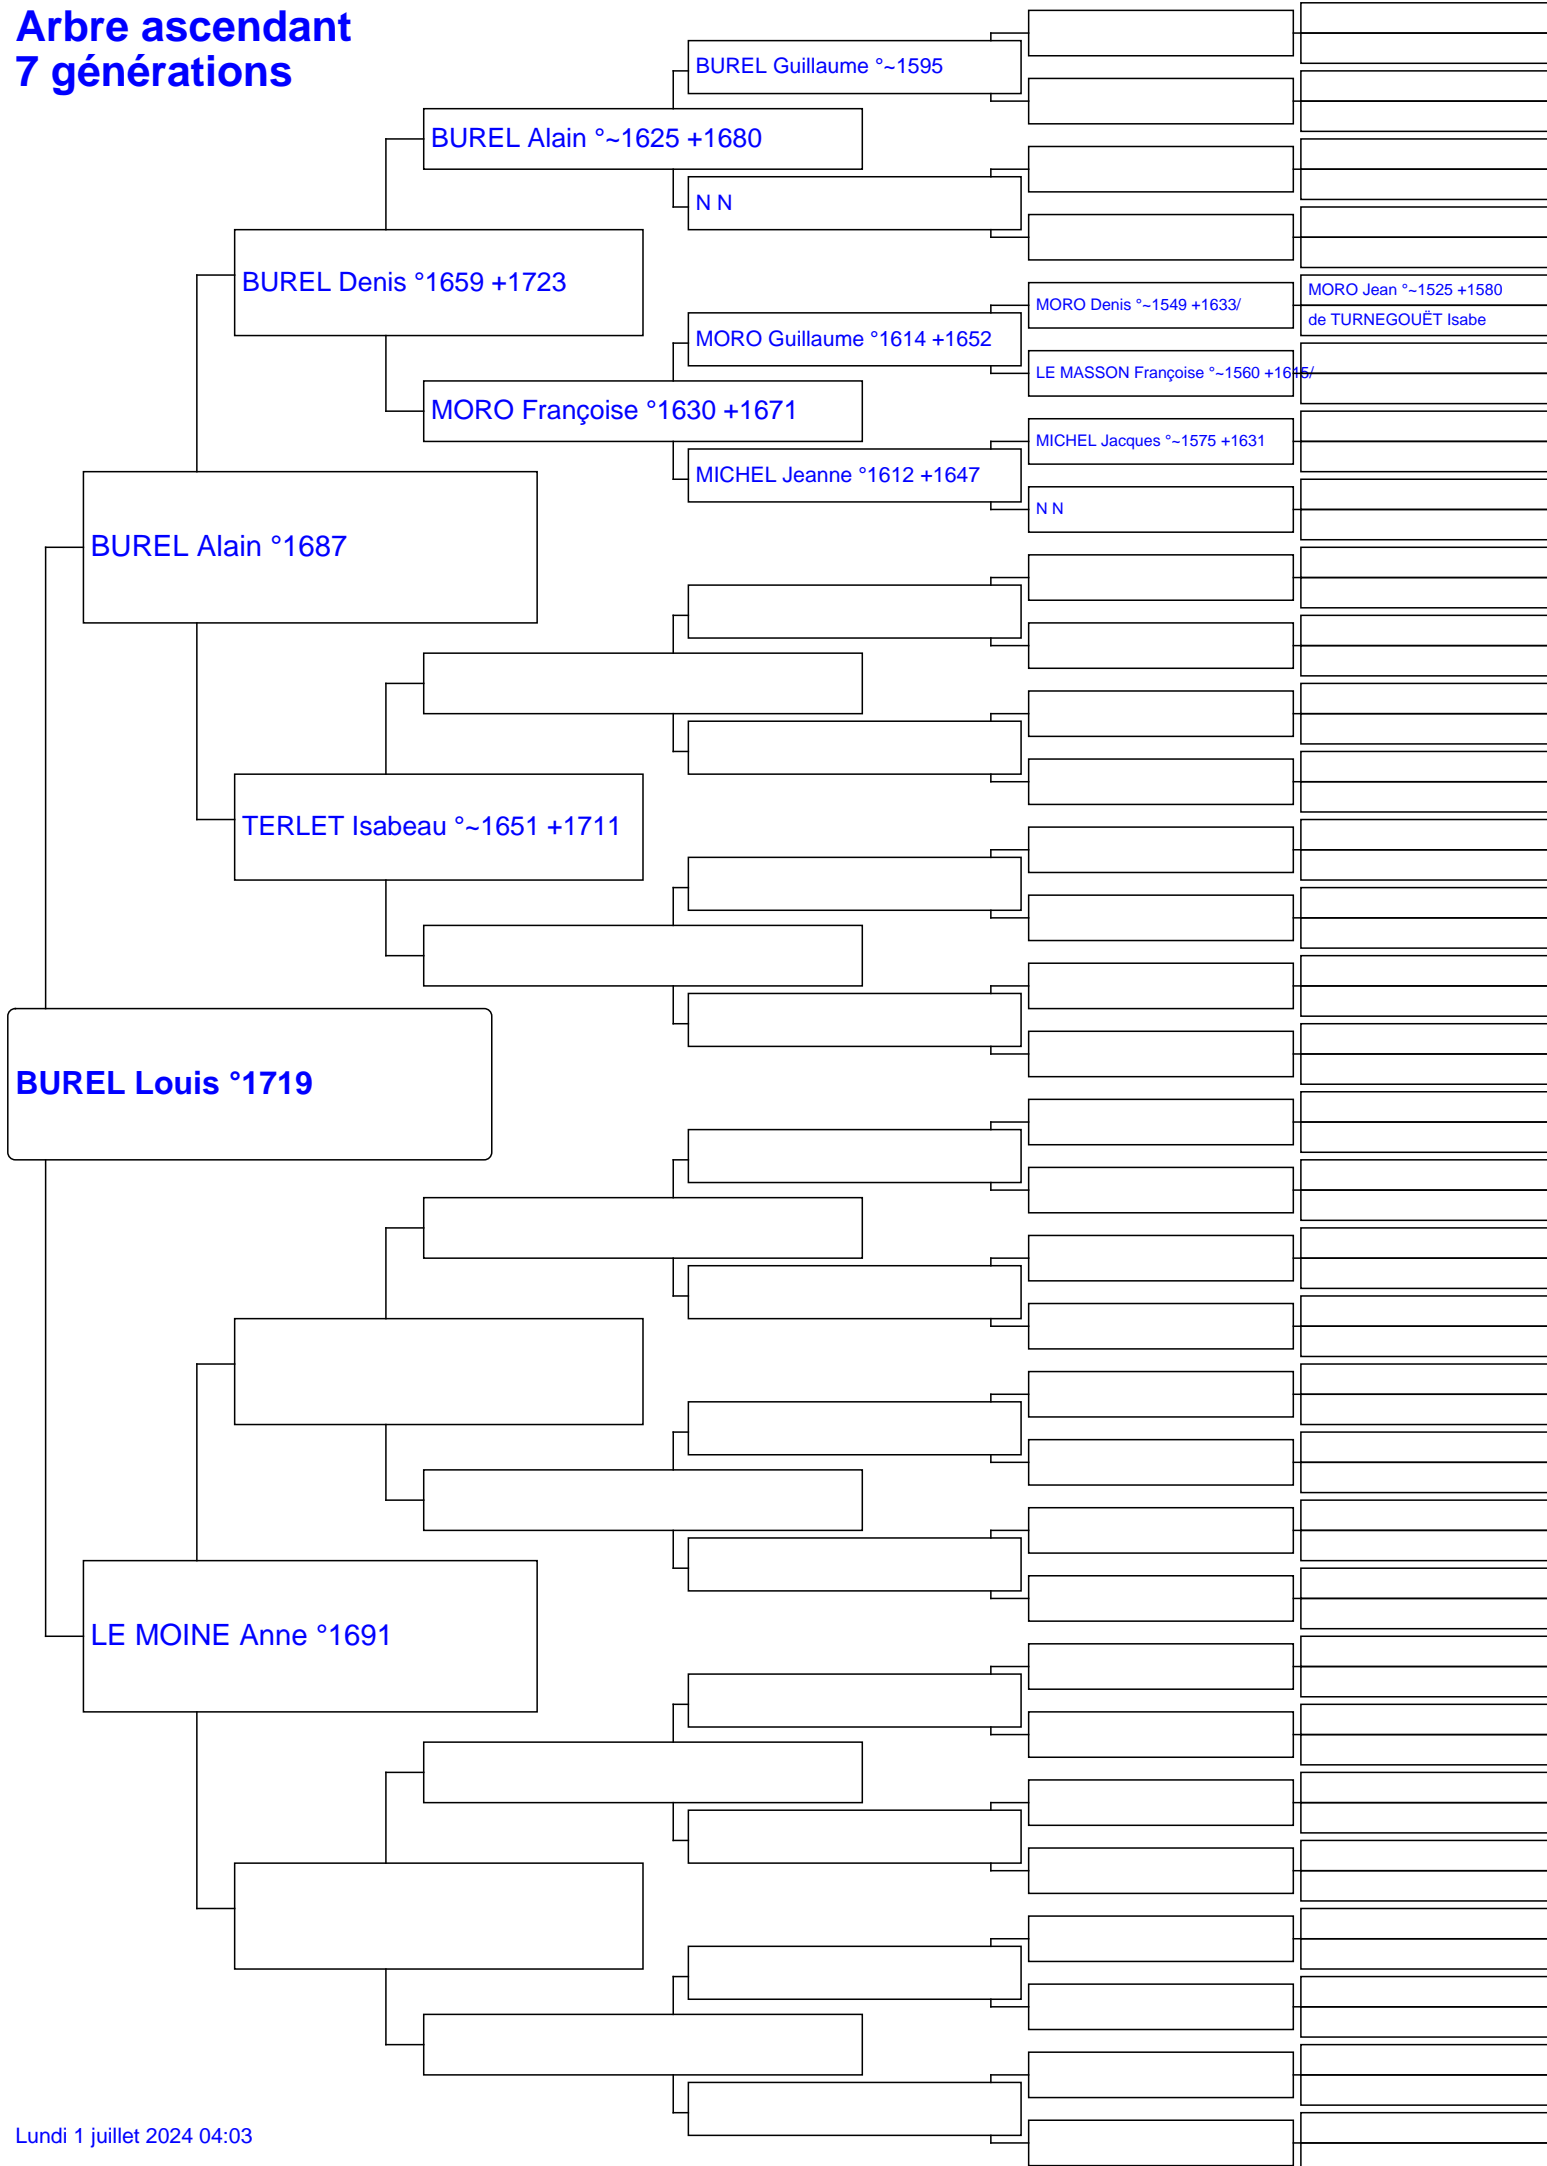 Arbre ascendant
7 générations
BUREL Guillaume °~1595
BUREL Alain °~1625 +1680
N N
BUREL Denis °1659 +1723
MORO Jean °~1525 +1580
MORO Denis °~1549 +1633/
de TURNEGOUËT Isabe
MORO Guillaume °1614 +1652
LE MASSON Françoise °~1560 +1615/
MORO Françoise °1630 +1671
MICHEL Jacques °~1575 +1631
MICHEL Jeanne °1612 +1647
N N
BUREL Alain °1687
TERLET Isabeau °~1651 +1711
BUREL Louis °1719
LE MOINE Anne °1691
Lundi 1 juillet 2024 04:03